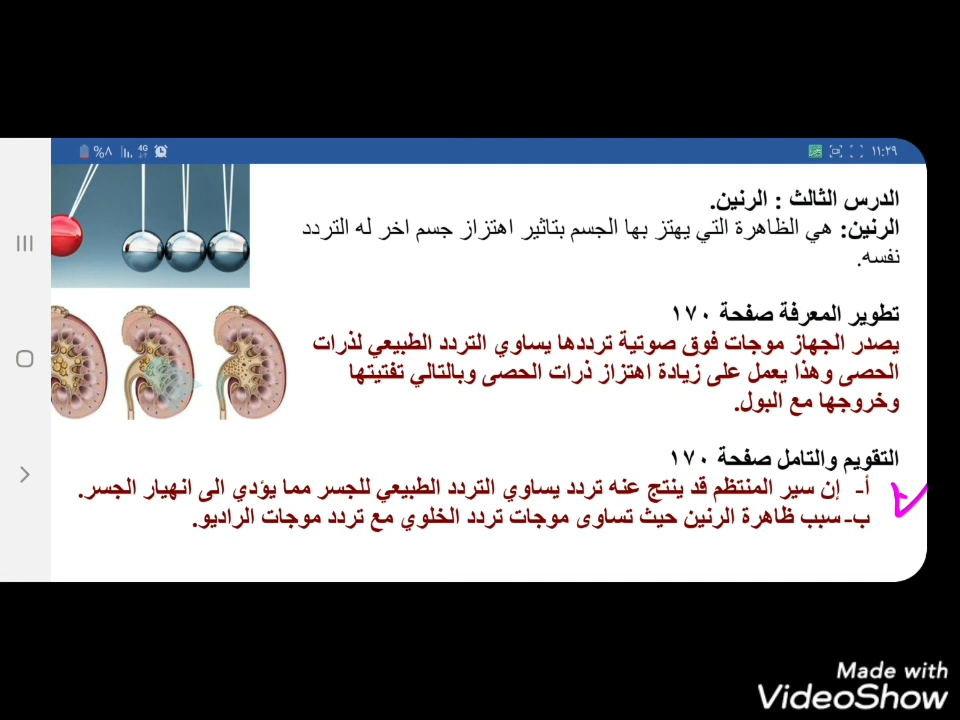 %٨ 4G ١١:٢٩
الدرس الثالث : الرنين.
الرنين: هي الظاهرة التي يهتز بها الجسم بتاثير اهتزاز جسم اخر له التردد
نفسه.
تطوير المعرفة صفحة ١٧٠
يصدر الجهاز موجات فوق صوتية ترددها يساوي التردد الطبيعي لذرات
الحصى وهذا يعمل على زيادة اهتزاز ذرات الحصى وبالتالي تفتيتها
وخروجها مع البول.
التقويم والتامل صفحة ١٧٠
أ- إن سير المنتظم قد ينتج عنه تردد يساوي التردد الطبيعي للجسر مما يؤدي الى انهيار الجسر.
ب- سبب ظاهرة الرنين حيث تساوى موجات تردد الخلوي مع تردد موجات الراديو.
Made with
VideoShow